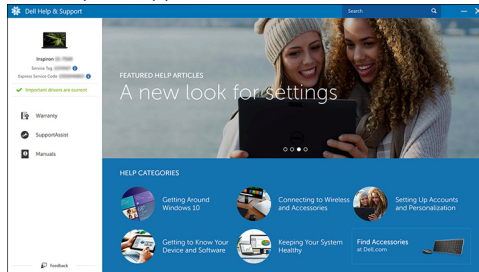 Dell Help & Support
Search
Inspiron
Service Tag
Express Service Code
Important drivers are current
Warranty
SupportAssist
Manuals
Feedback
FEATURED HELP ARTICLES
A new look for settings
HELP CATEGORIES
Getting Around
Windows 10
Connecting to Wireless
and Accessories
Setting Up Accounts
and Personalization
Getting to Know Your
Device and Software
Keeping Your System
Healthy
Find Accessories
at Dell.com